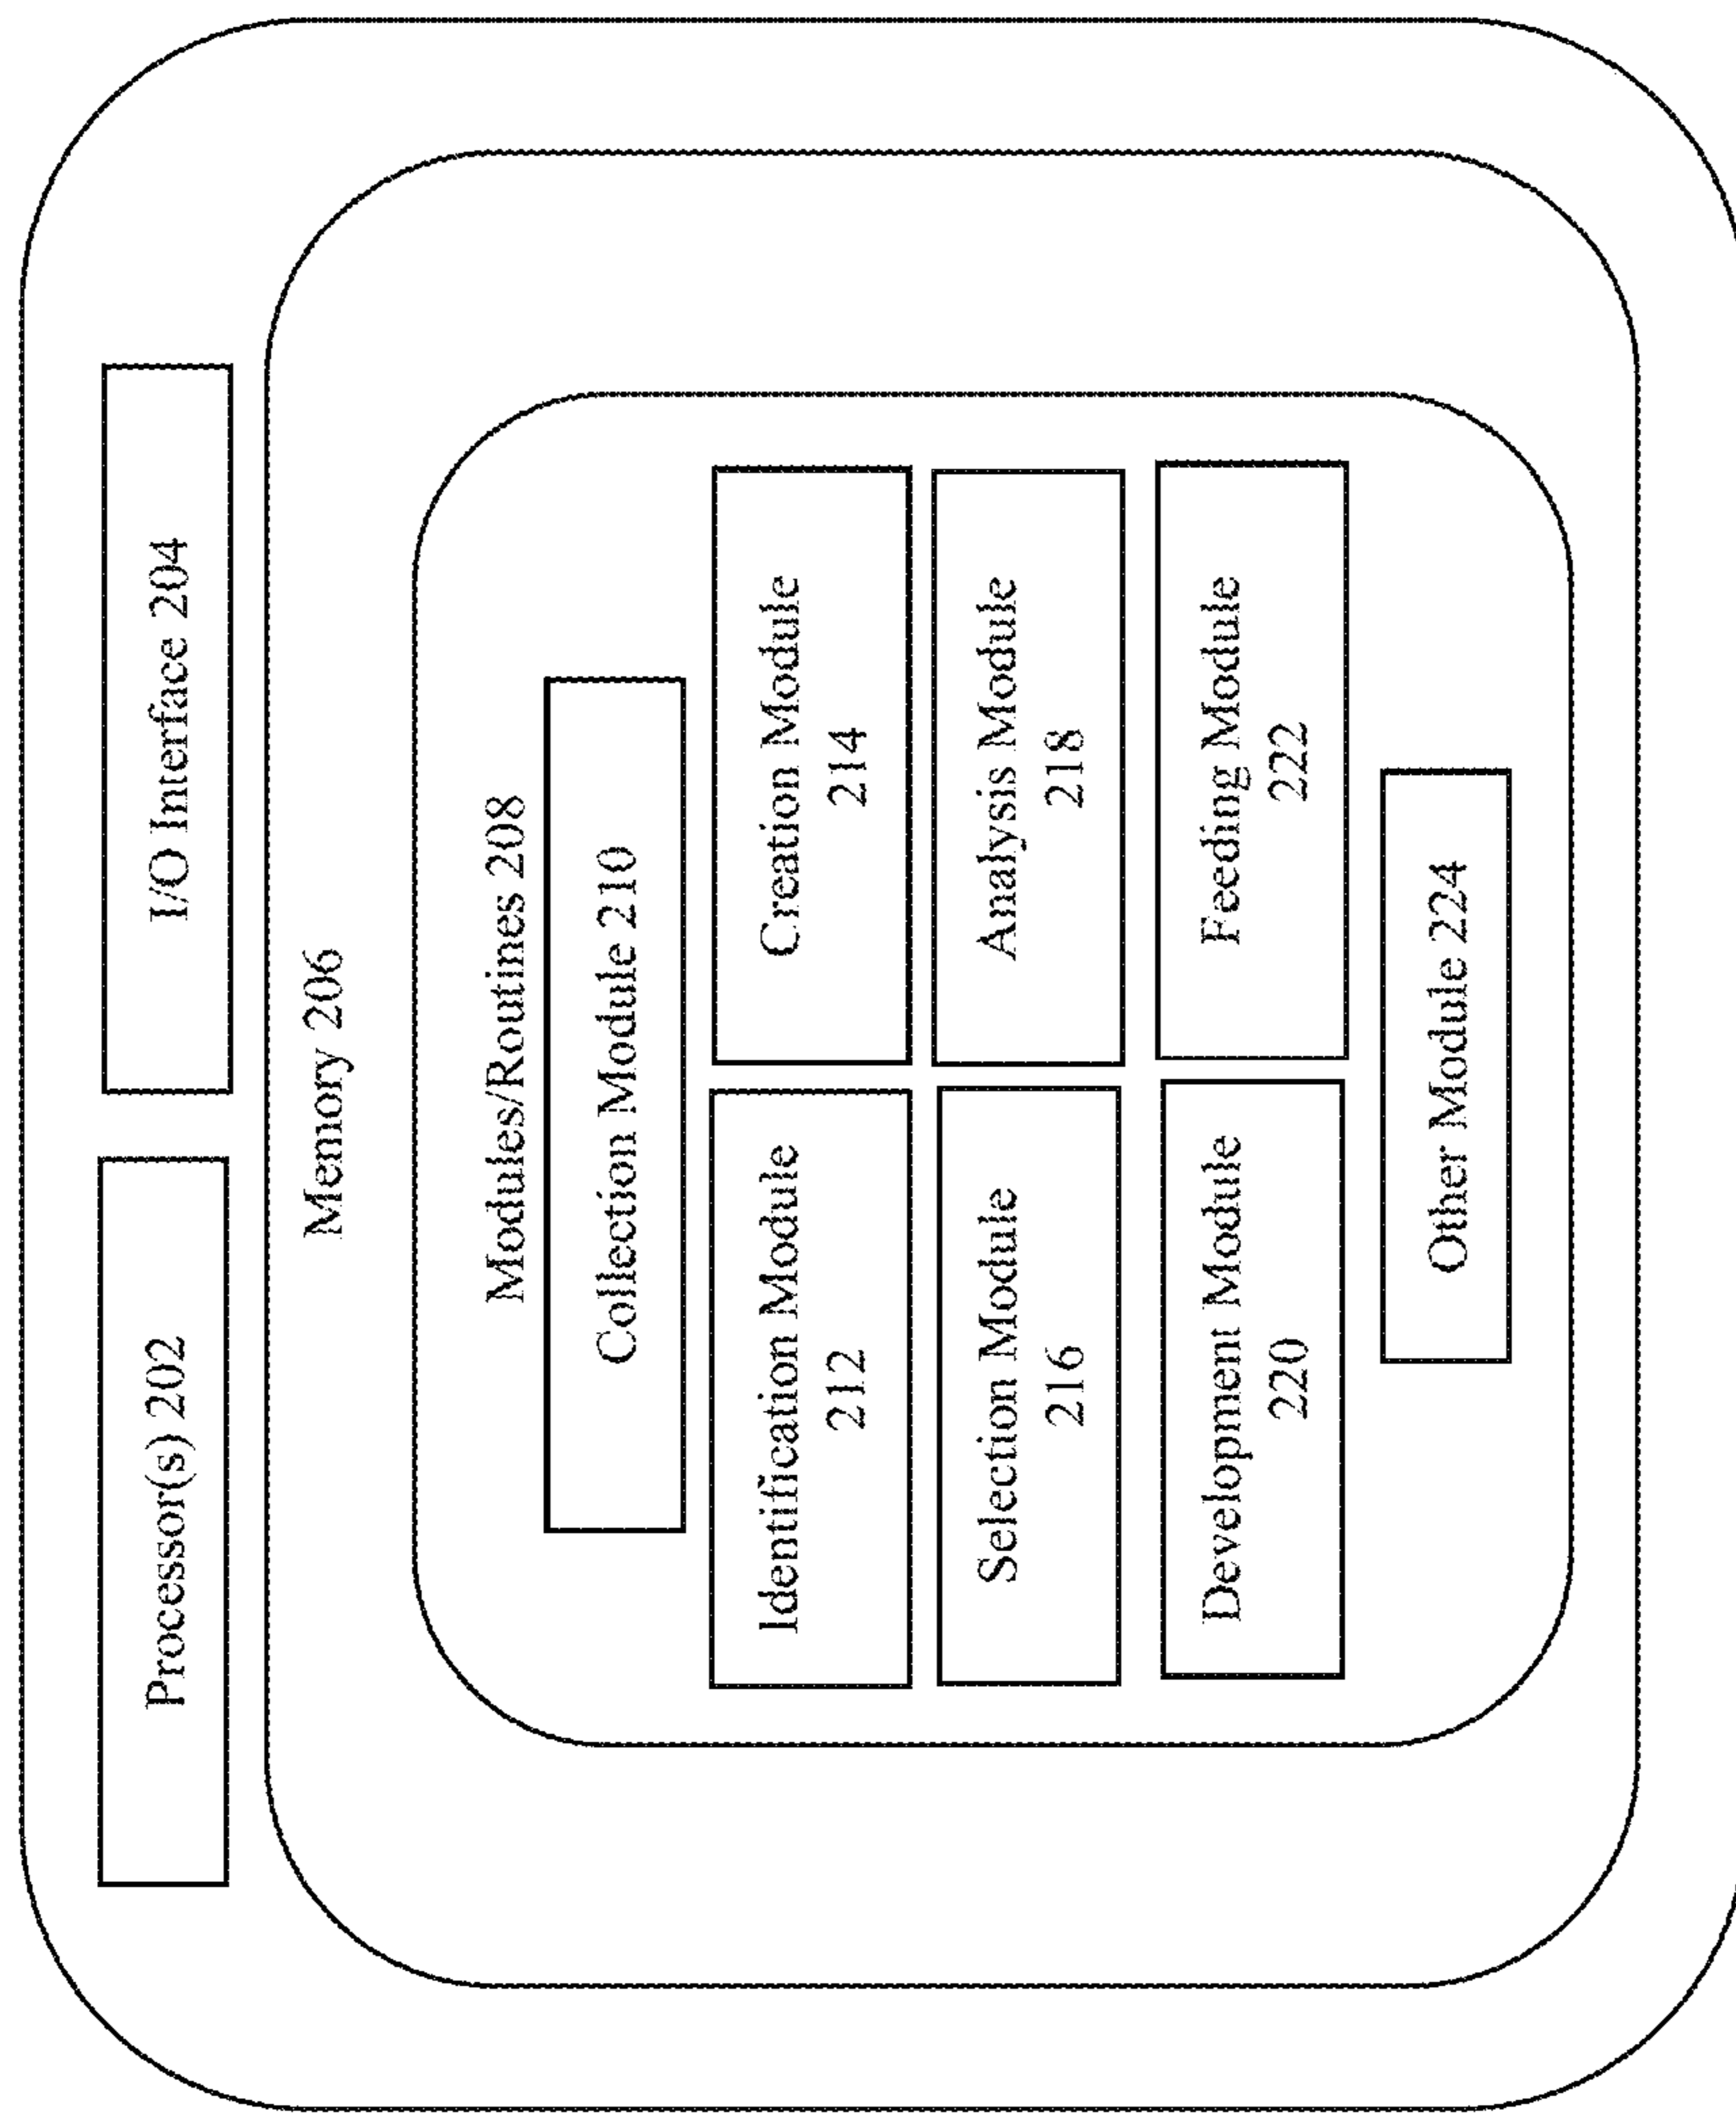 Processor(s) 202
I/O Interface 204
Memory 206
Modules/Routines 208
Collection Module 210
Identification Module
212
Creation Module
214
Selection Module
216
Analysis Module
218
Development Module
220
Feeding Module
222
Other Module 224